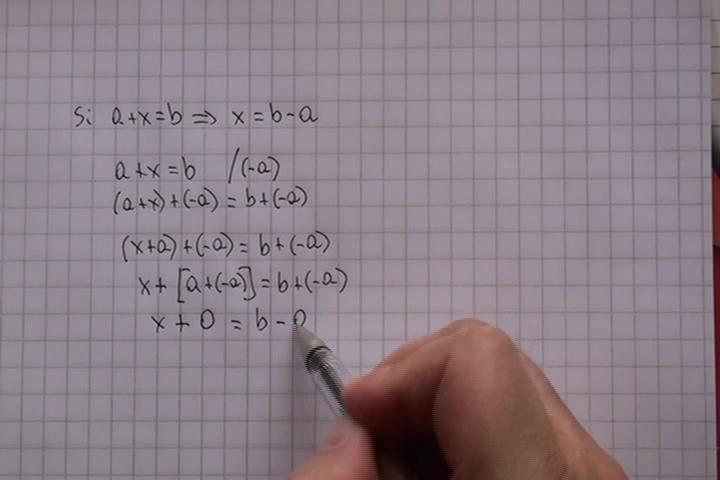 Si a+x=b ⇒ x=b-a
a+x=b /(-a)
(a+x)+(-a)=b+(-a)
(x+a)+(-a)=b+(-a)
x+[a+(-a)]=b+(-a)
x+0=b-